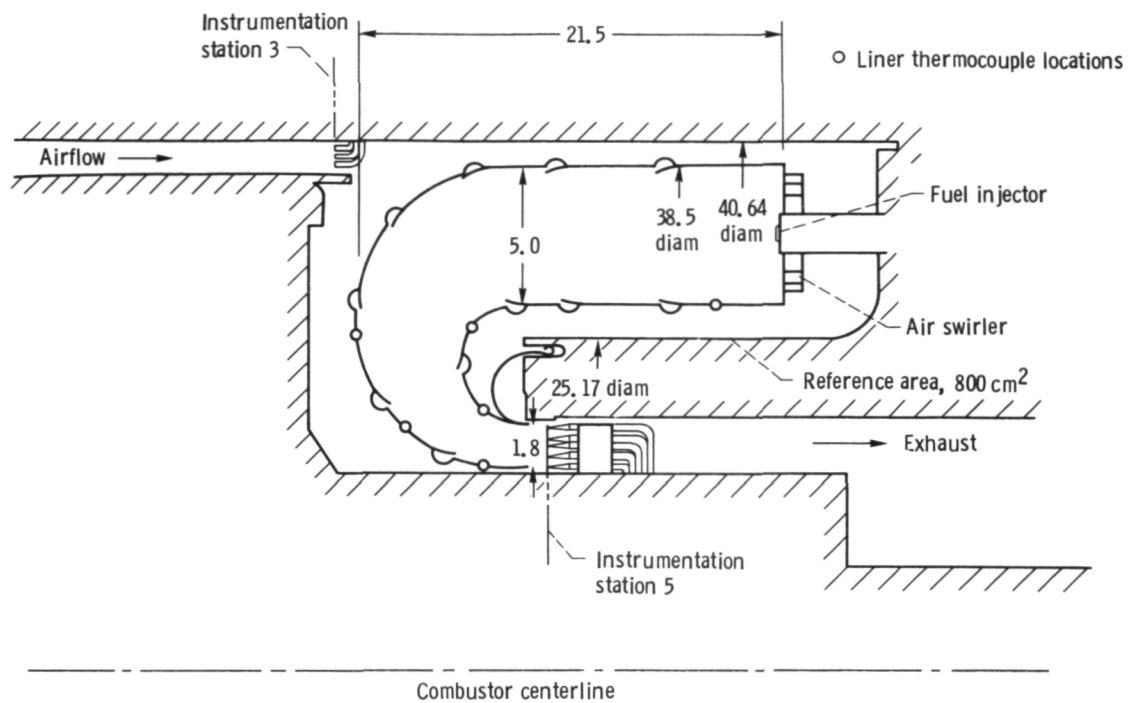 Instrumentation
station 3
21.5
Liner thermocouple locations
Airflow
Fuel injector
38.5
diam
40.64
diam
5.0
Air swirler
25.17 diam
Reference area, 800 cm²
1.8
Exhaust
Instrumentation
station 5
Combustor centerline